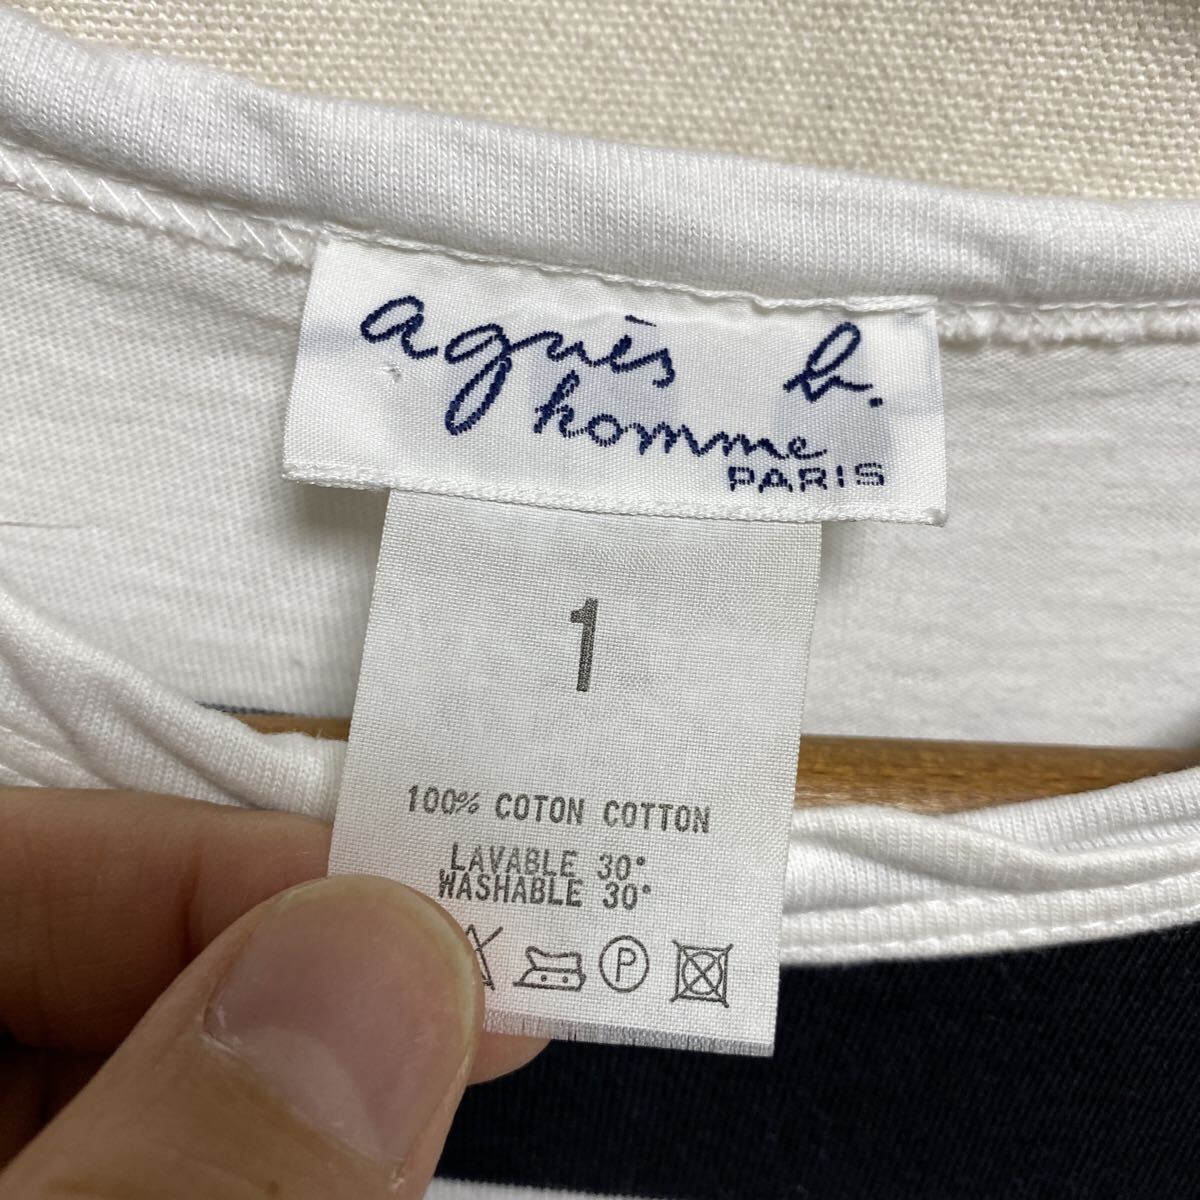 agnès b.
homme
PARIS
1
100% COTON COTTON
LAVABLE 30°
WASHABLE 30°
P